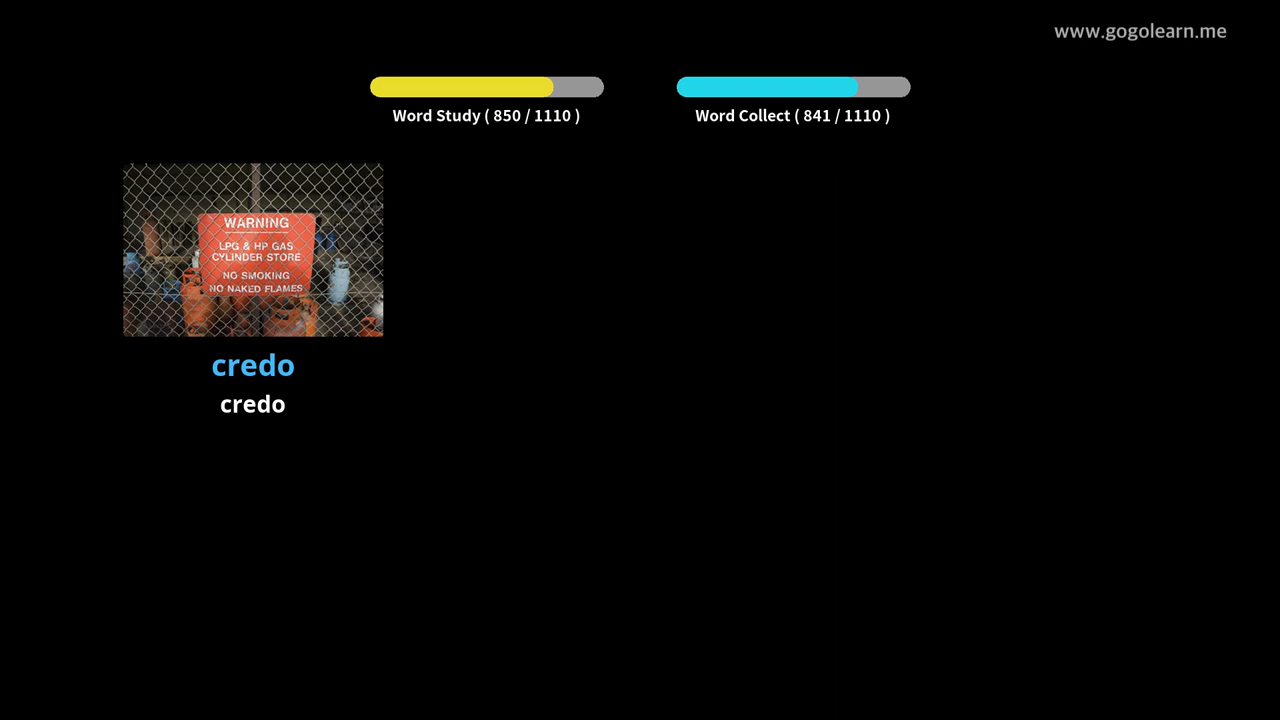 www.gogolearn.me
Word Study ( 850 / 1110 )
Word Collect ( 841 / 1110 )
WARNING
LPG & HP GAS
CYLINDER STORE
NO SMOKING
NO NAKED FLAMES
credo
credo